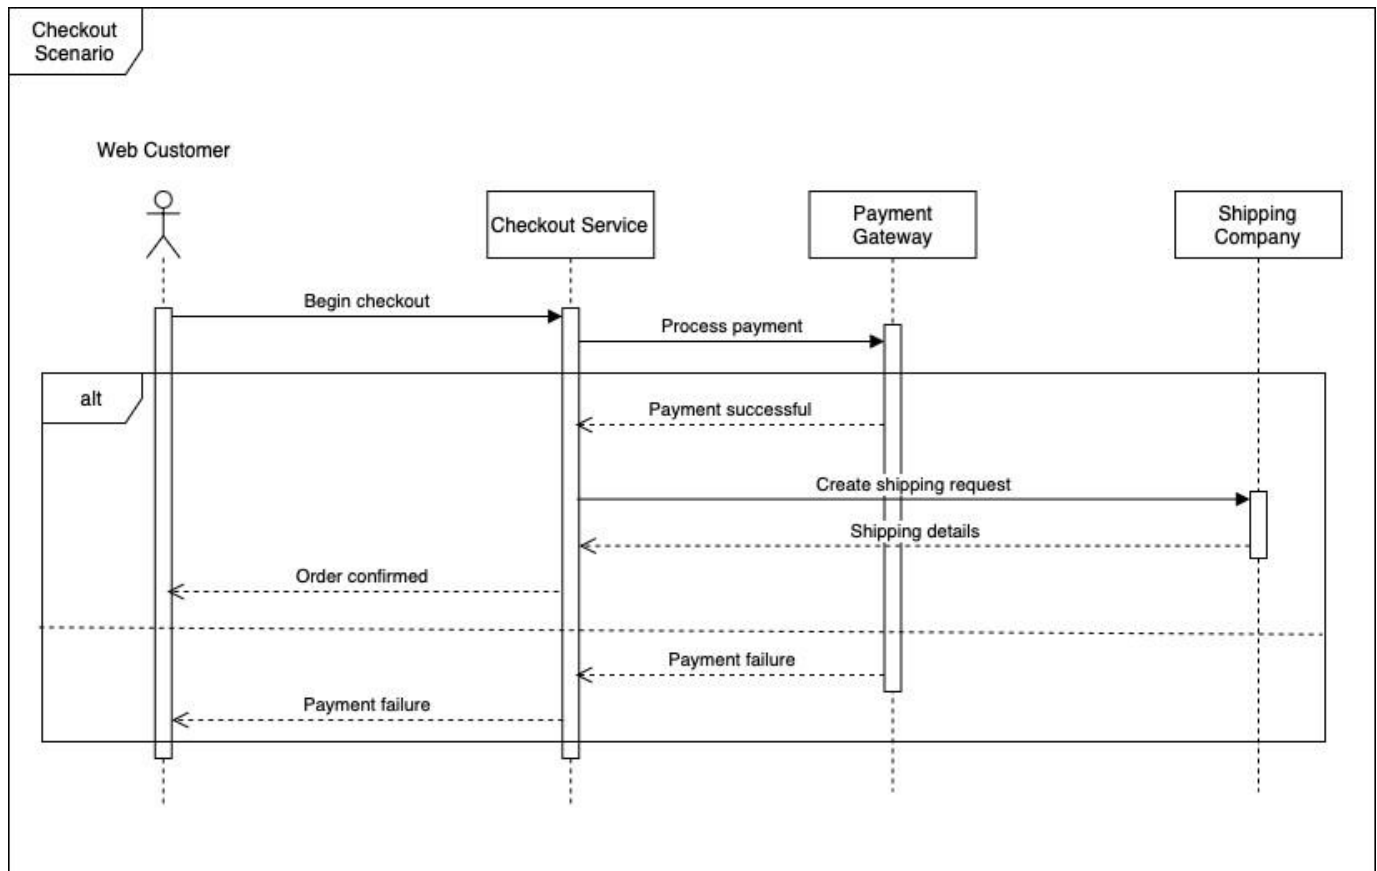 Checkout
Scenario
Web Customer
Checkout Service
Payment
Gateway
Shipping
Company
Begin checkout
Process payment
alt
Payment successful
Create shipping request
Shipping details
Order confirmed
Payment failure
Payment failure